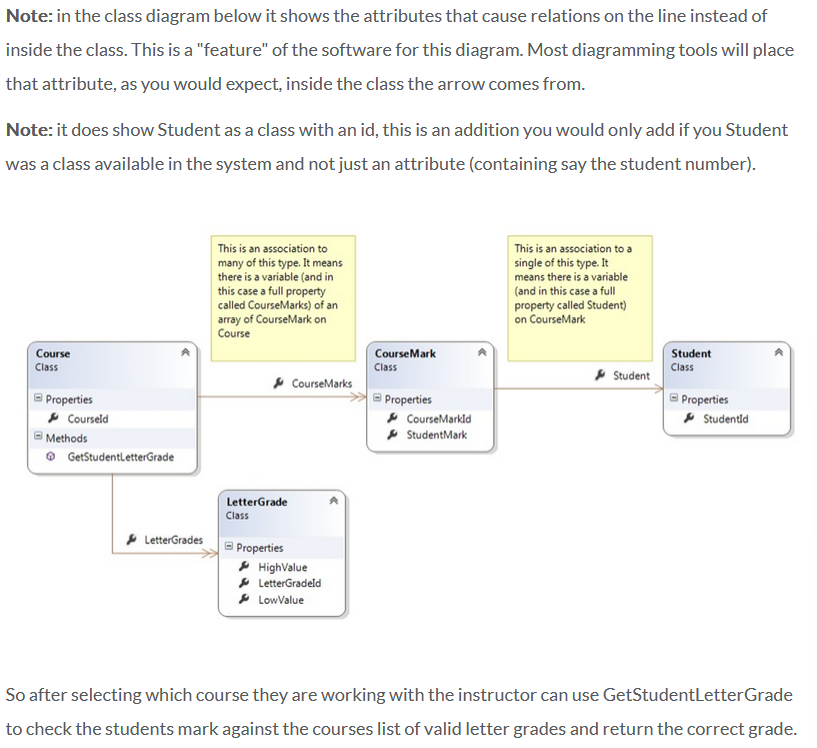 Note: in the class diagram below it shows the attributes that cause relations on the line instead of
inside the class. This is a "feature" of the software for this diagram. Most diagramming tools will place
that attribute, as you would expect, inside the class the arrow comes from.
Note: it does show Student as a class with an id, this is an addition you would only add if you Student
was a class available in the system and not just an attribute (containing say the student number).
This is an association to
many of this type. It means
there is a variable (and in
this case a full property
called CourseMarks) of an
array of CourseMark on
Course
This is an association to a
single of this type. It
means there is a variable
(and in this case a full
property called Student)
on CourseMark
Course
Class
Properties
CourseId
Methods
GetStudentLetterGrade
CourseMarks
CourseMark
Class
Properties
CourseMarkId
StudentMark
Student
Student
Class
Properties
StudentId
LetterGrades
LetterGrade
Class
Properties
HighValue
LetterGradeId
LowValue
So after selecting which course they are working with the instructor can use GetStudentLetterGrade
to check the students mark against the courses list of valid letter grades and return the correct grade.